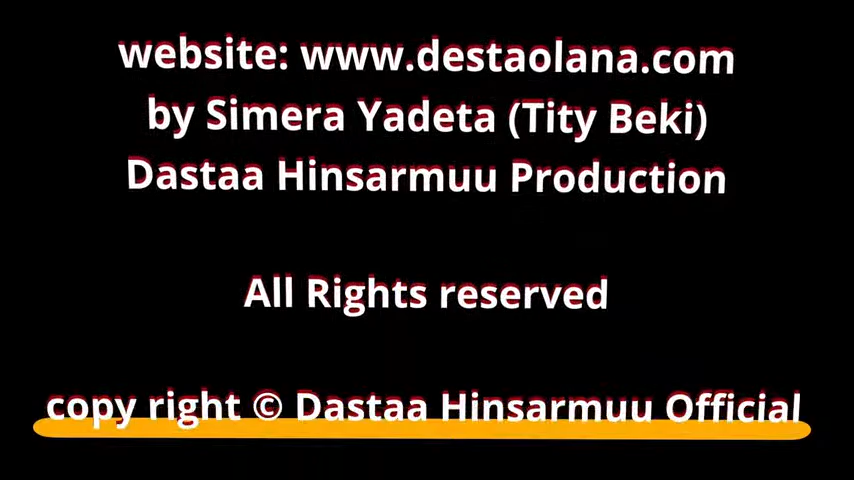 website: www.destaolana.com
by Simera Yadeta (Tity Beki)
Dastaa Hinsarmuu Production
All Rights reserved
copy right © Dastaa Hinsarmuu Official